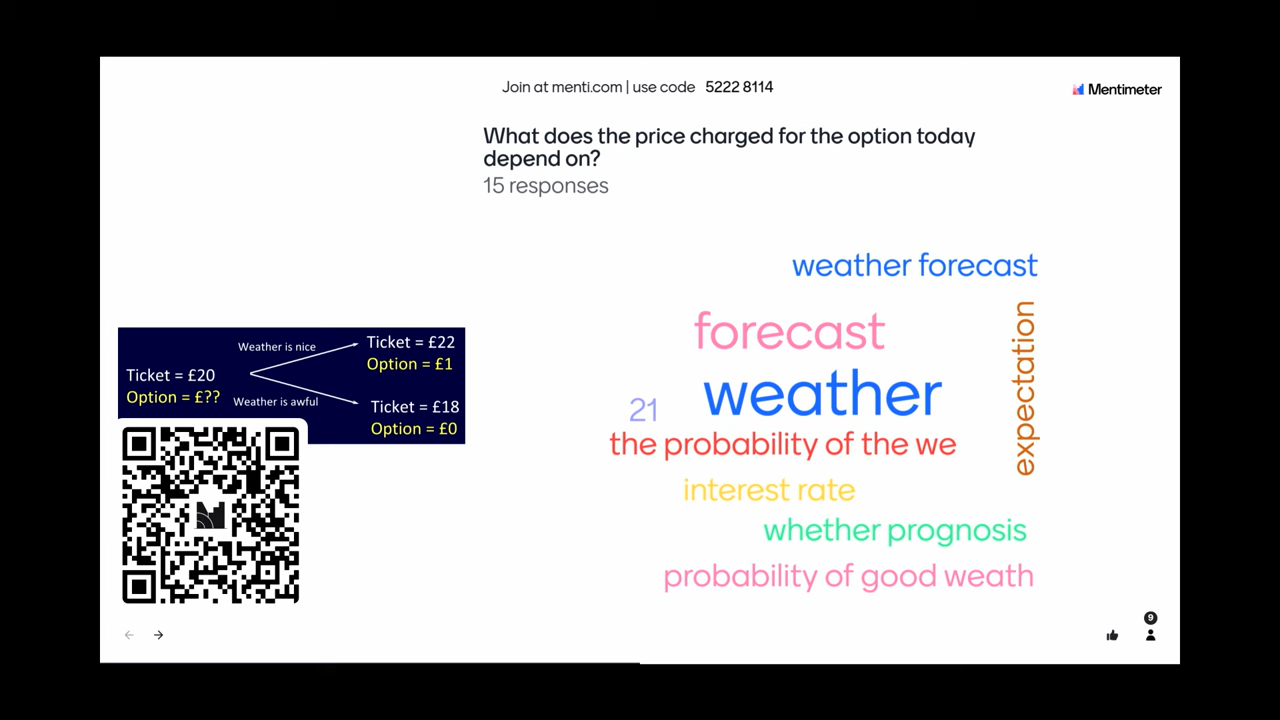 Join at menti.com | use code 5222 8114
Mentimeter
What does the price charged for the option today
depend on?
15 responses
weather forecast
forecast
expectation
weather
21
the probability of the we
interest rate
whether prognosis
probability of good weath
Weather is nice
Ticket = £22
Option = £1
Ticket = £20
Option = £??
Weather is awful
Ticket = £18
Option = £0
9